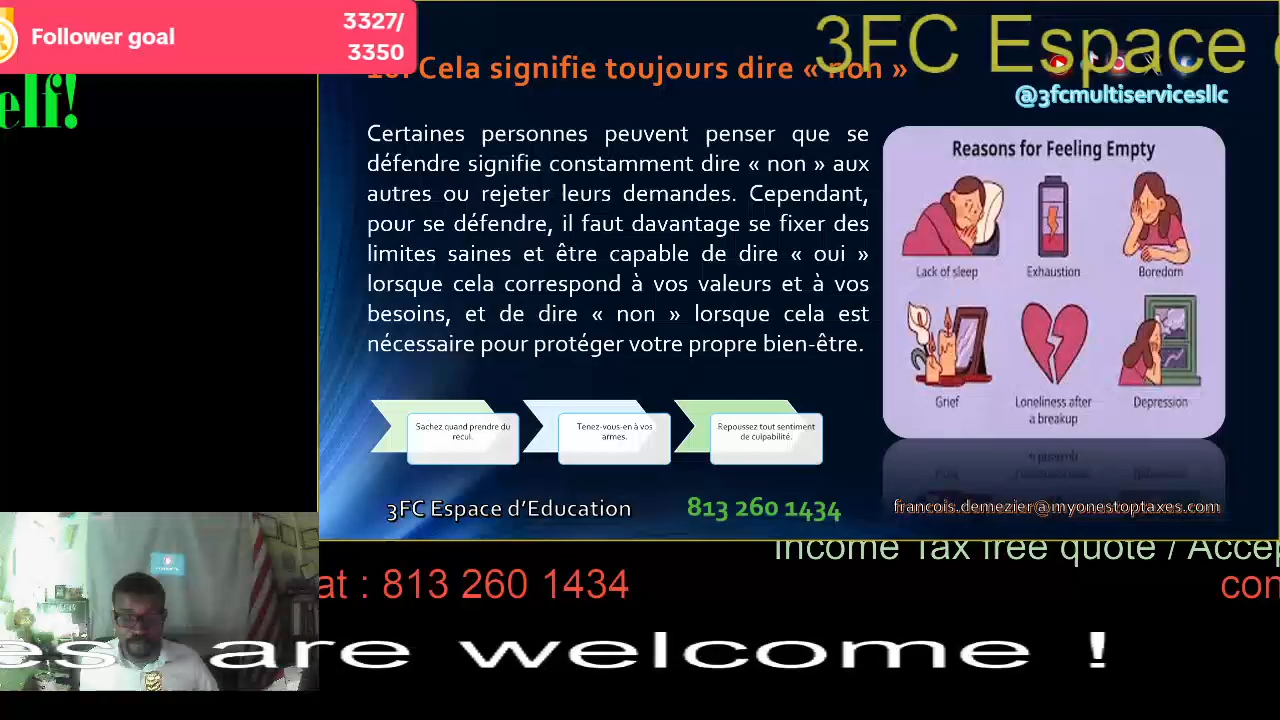 Follower goal
3327/
3350
3FC Espace
elf!
10. Cela signifie toujours dire « non »
@3fcmultiservicesllc
Certaines personnes peuvent penser que se
défendre signifie constamment dire « non » aux
autres ou rejeter leurs demandes. Cependant,
pour se défendre, il faut davantage se fixer des
limites saines et être capable de dire « oui »
lorsque cela correspond à vos valeurs et à vos
besoins, et de dire « non » lorsque cela est
nécessaire pour protéger votre propre bien-être.
Reasons for Feeling Empty
Lack of sleep
Exhaustion
Boredom
Grief
Loneliness after
a breakup
Depression
Sachez quand prendre du
recul.
Tenez-vous-en à vos
armes.
Repoussez tout sentiment
de culpabilité.
3FC Espace d’Education
813 260 1434
francois.demezier@myonestoptaxes.com
Income Tax free quote / Accep
at : 813 260 1434
con
es are welcome !